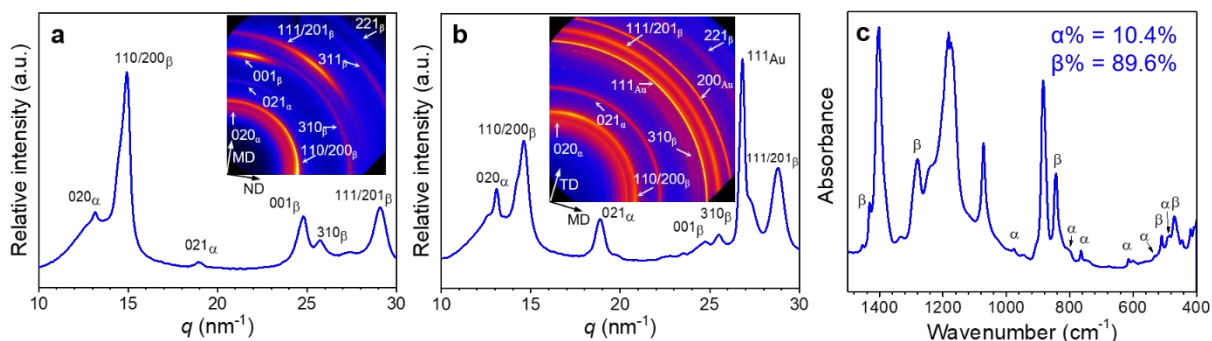 a
Relative intensity (a.u.)
110/200β
020α
021α
001β
310β
111/201β
111/201β
221β
311β
001β
021α
310β
020α
110/200β
MD
ND
10 15 20 25 30
q (nm⁻¹)
b
Relative intensity (a.u.)
110/200β
020α
021α
001β
310β
111Au
111/201β
111/201β
221β
200Au
111Au
021α
310β
020α
110/200β
TD
MD
10 15 20 25 30
q (nm⁻¹)
c
α% = 10.4%
β% = 89.6%
Absorbance
β
β
β
α
α
α
α
α
β
α
β
1400 1200 1000 800 600 400
Wavenumber (cm⁻¹)